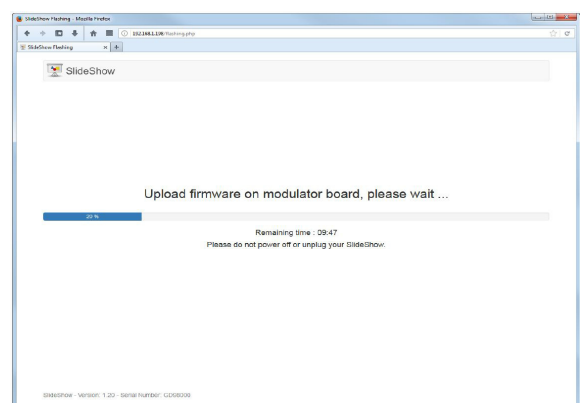 SlideShow Flashing - Mozilla Firefox
192.168.1.196/flashing.php
SlideShow Flashing
SlideShow
Upload firmware on modulator board, please wait ...
20 %
Remaining time : 09:47
Please do not power off or unplug your SlideShow.
SlideShow - Version: 1.20 - Serial Number: GD08006